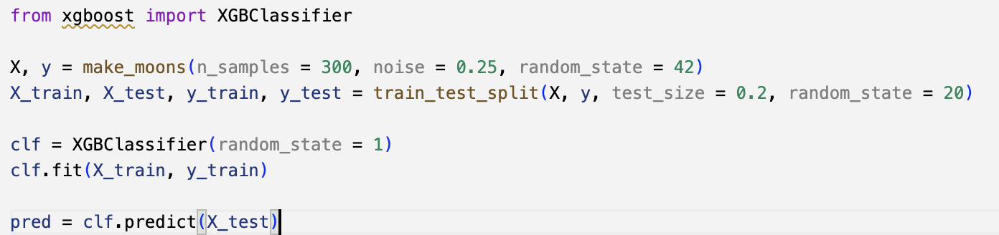 from xgboost import XGBClassifier
X, y = make_moons(n_samples = 300, noise = 0.25, random_state = 42)
X_train, X_test, y_train, y_test = train_test_split(X, y, test_size = 0.2, random_state = 20)
clf = XGBClassifier(random_state = 1)
clf.fit(X_train, y_train)
pred = clf.predict(X_test)